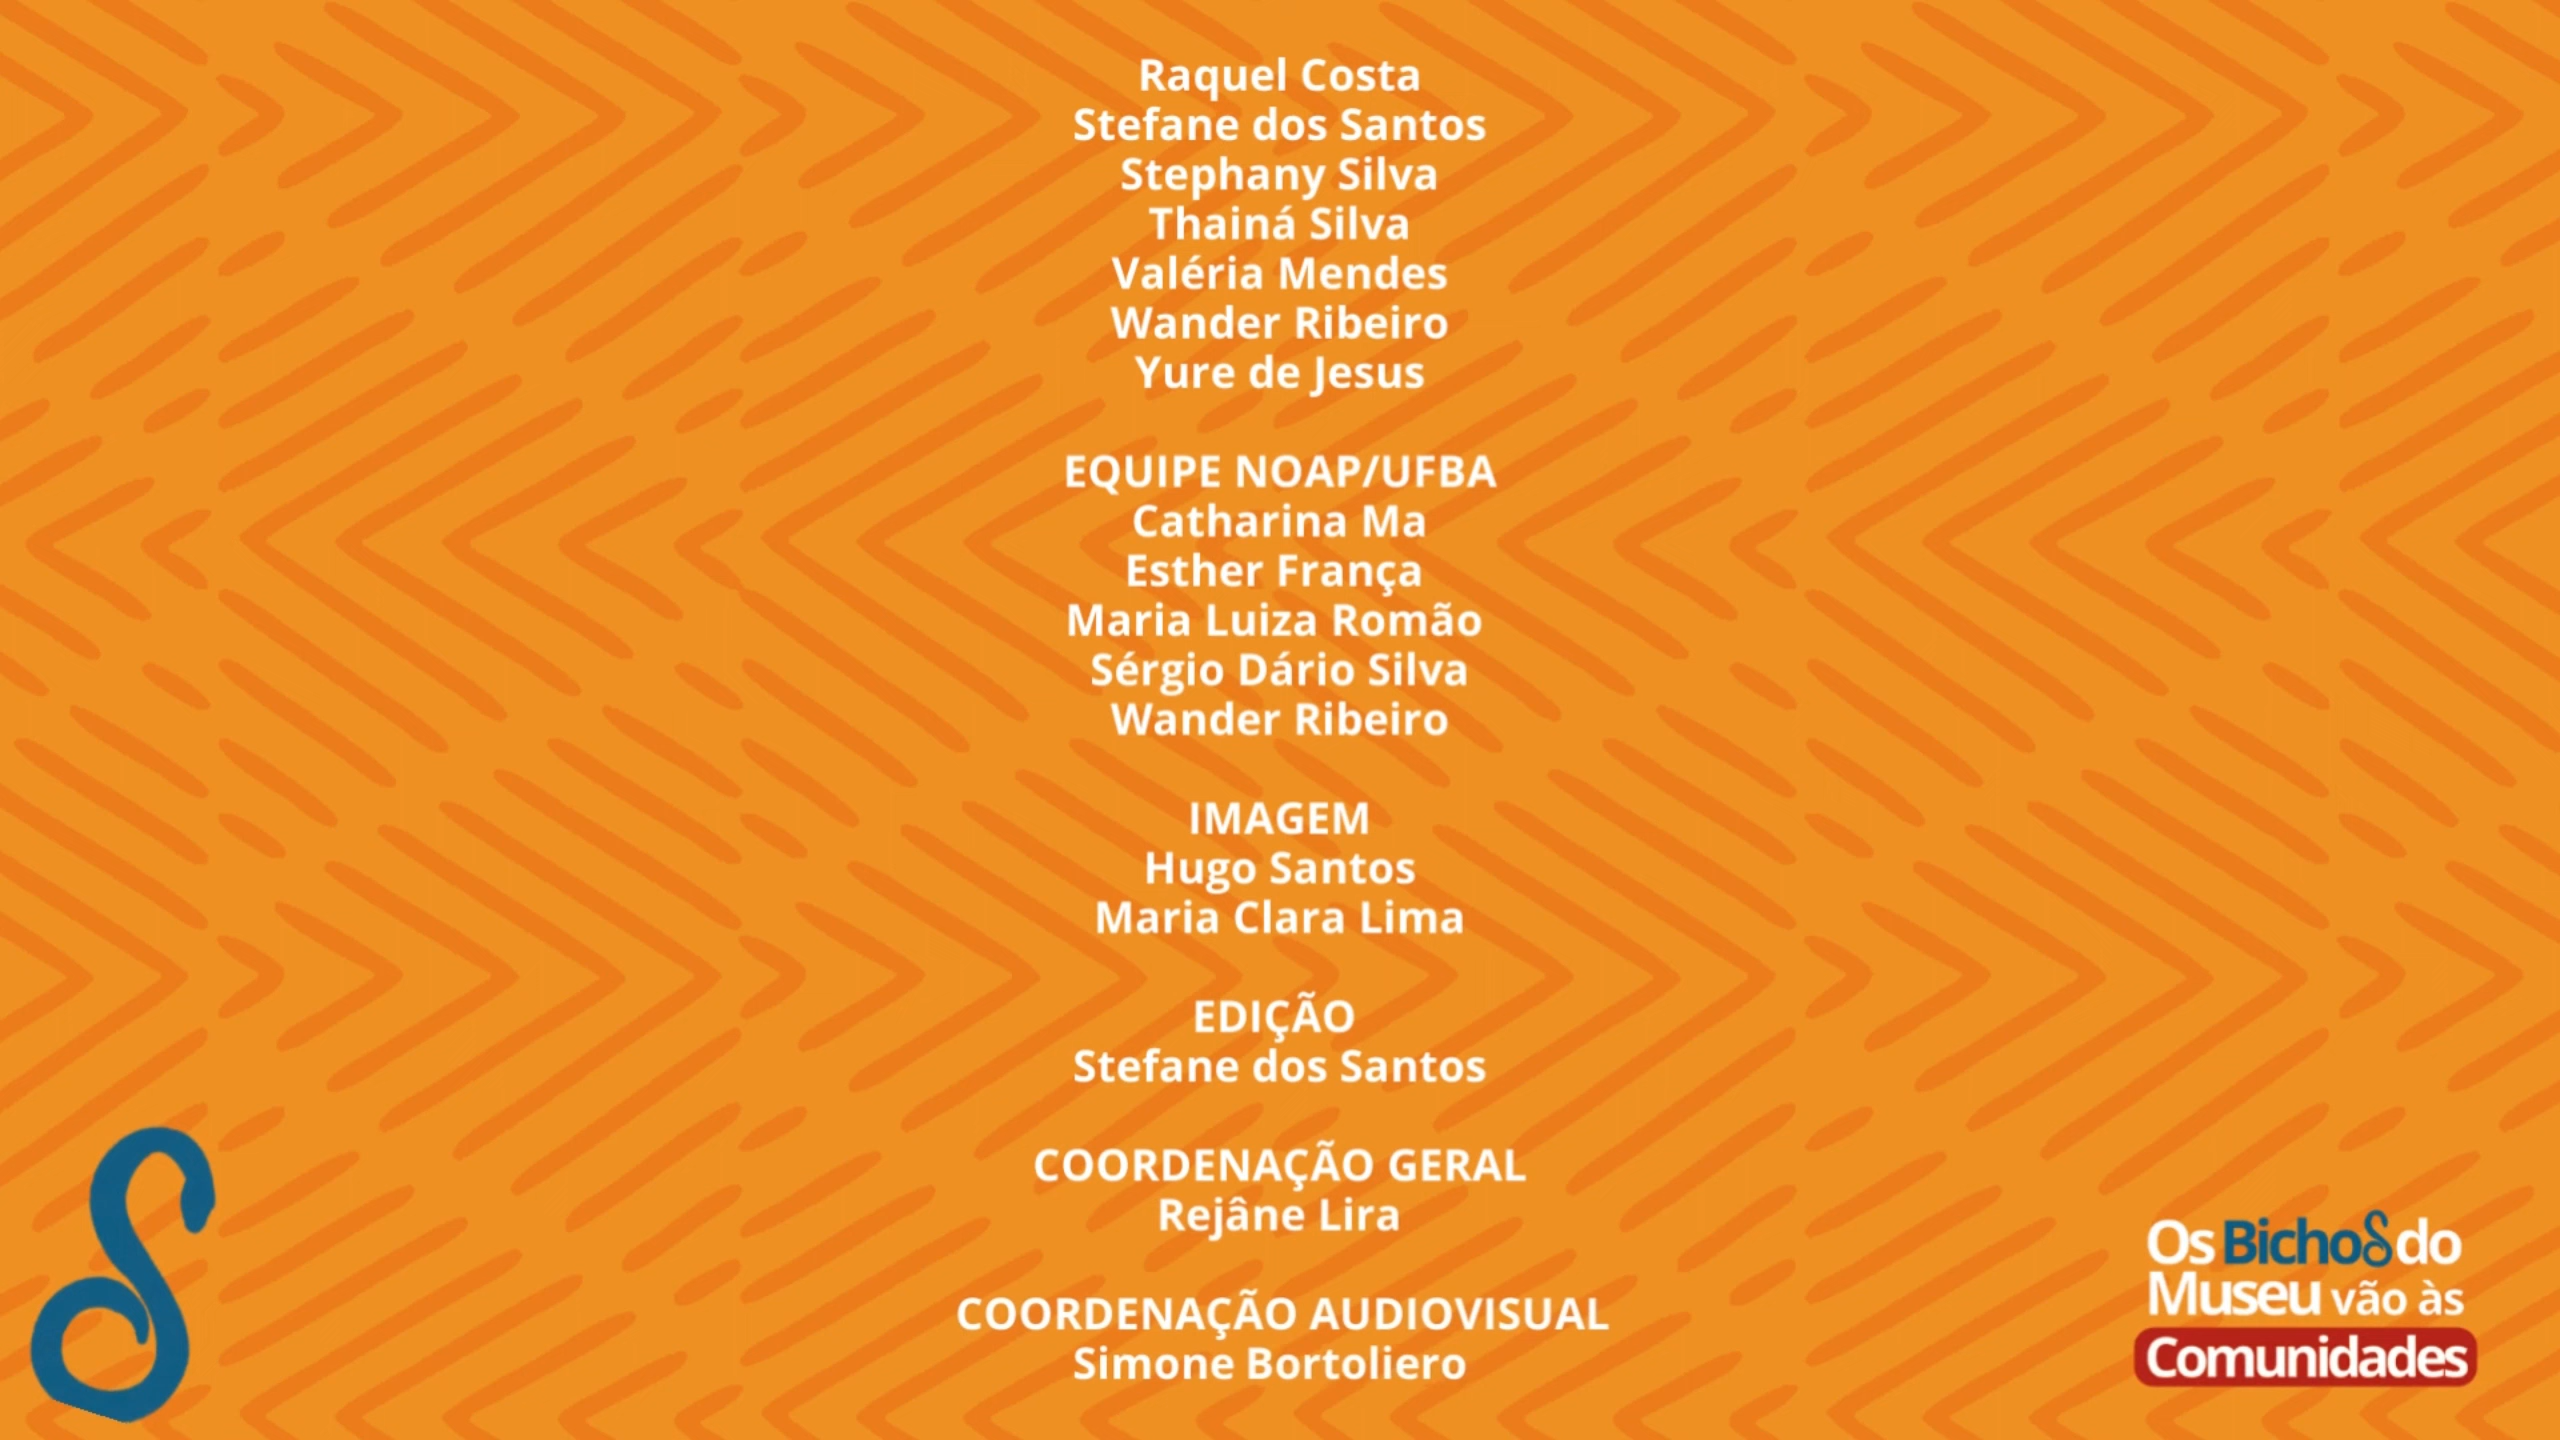 Raquel Costa
Stefane dos Santos
Stephany Silva
Thainá Silva
Valéria Mendes
Wander Ribeiro
Yure de Jesus
EQUIPE NOAP/UFBA
Catharina Ma
Esther França
Maria Luiza Romão
Sérgio Dário Silva
Wander Ribeiro
IMAGEM
Hugo Santos
Maria Clara Lima
EDIÇÃO
Stefane dos Santos
COORDENAÇÃO GERAL
Rejâne Lira
COORDENAÇÃO AUDIOVISUAL
Simone Bortoliero
Os Bichos do
Museu vão às
Comunidades